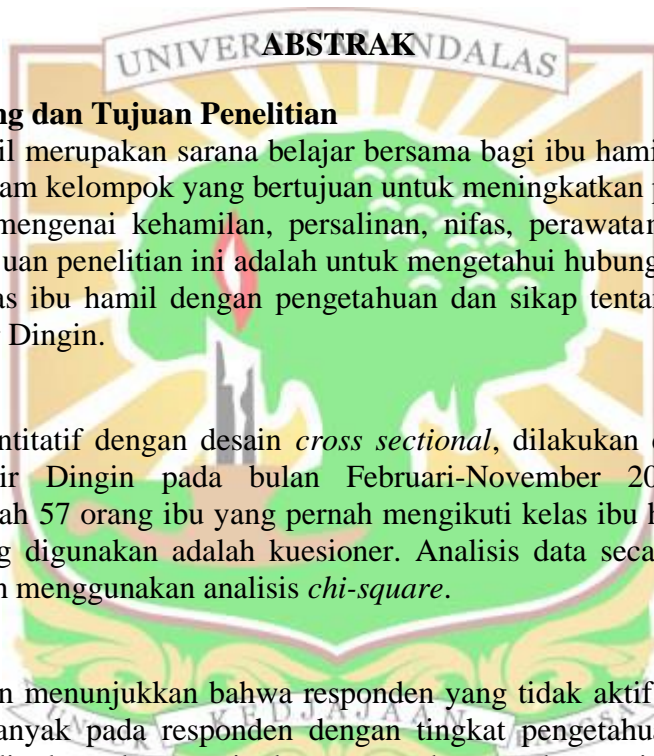 UNIVERSITAS ANDALAS
ABSTRAK
ng dan Tujuan Penelitian
il merupakan sarana belajar bersama bagi ibu hami
am kelompok yang bertujuan untuk meningkatkan p
mengenai kehamilan, persalinan, nifas, perawatan
uan penelitian ini adalah untuk mengetahui hubung
as ibu hamil dengan pengetahuan dan sikap tentan
Dingin.
ntitatif dengan desain cross sectional, dilakukan d
ir Dingin pada bulan Februari-November 20
ah 57 orang ibu yang pernah mengikuti kelas ibu h
g digunakan adalah kuesioner. Analisis data seca
n menggunakan analisis chi-square.
n menunjukkan bahwa responden yang tidak aktif
anyak pada responden dengan tingkat pengetahua
KEDJAJAAN